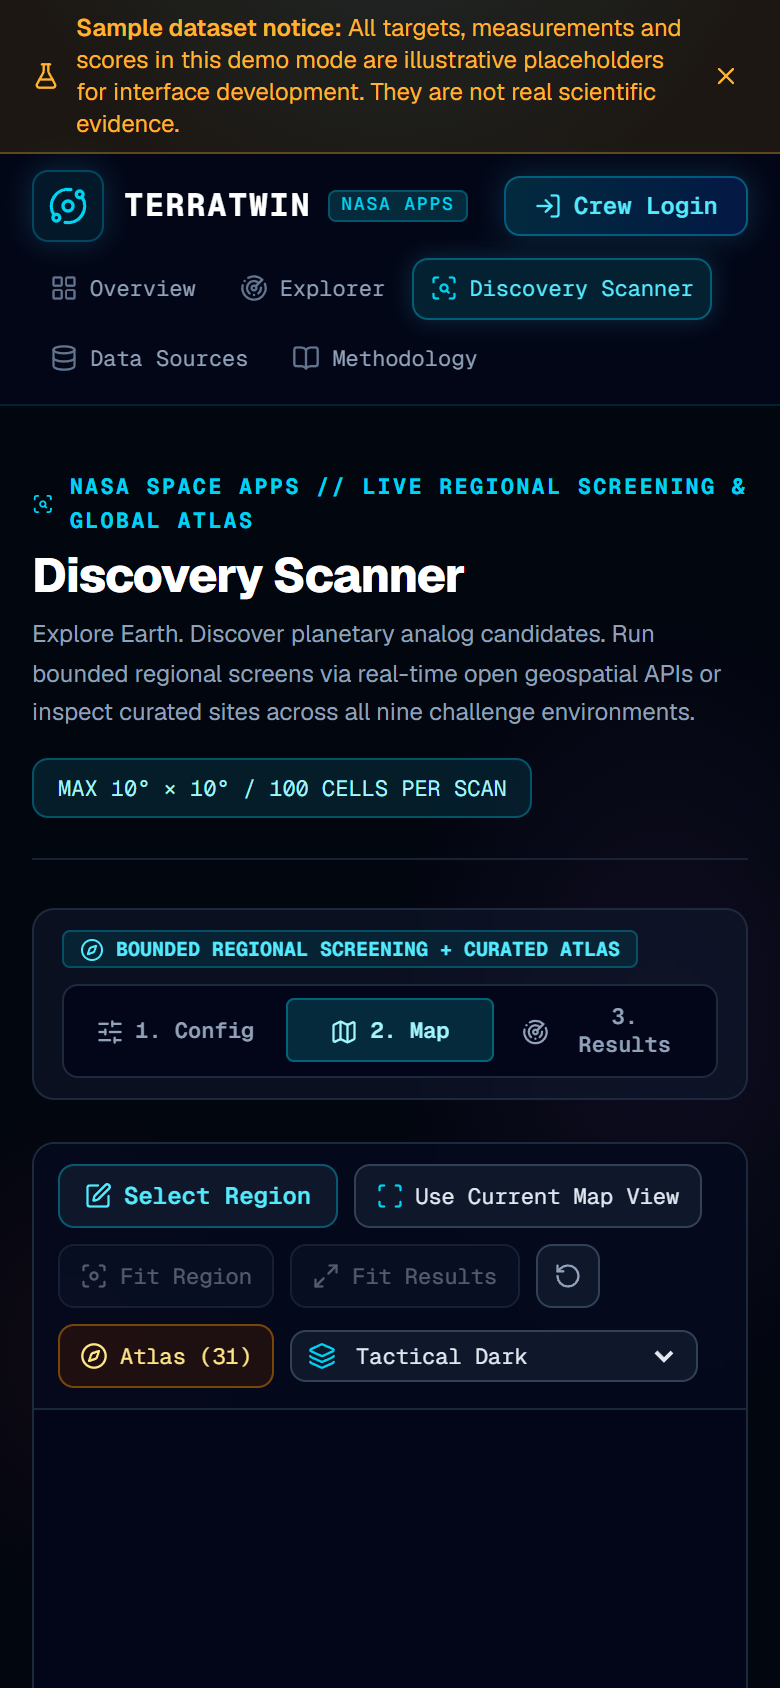 Sample dataset notice: All targets, measurements and
scores in this demo mode are illustrative placeholders
for interface development. They are not real scientific
evidence.
TERRATWIN
NASA APPS
Crew Login
Overview
Explorer
Discovery Scanner
Data Sources
Methodology
NASA SPACE APPS // LIVE REGIONAL SCREENING &
GLOBAL ATLAS
Discovery Scanner
Explore Earth. Discover planetary analog candidates. Run
bounded regional screens via real-time open geospatial APIs or
inspect curated sites across all nine challenge environments.
MAX 10° × 10° / 100 CELLS PER SCAN
BOUNDED REGIONAL SCREENING + CURATED ATLAS
1. Config
2. Map
3.
Results
Select Region
Use Current Map View
Fit Region
Fit Results
Atlas (31)
Tactical Dark